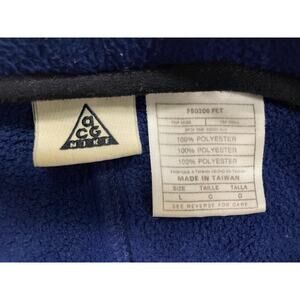 aCG
NIKE
750206 FET
100% POLYESTER
100% POLYESTER
100% POLYESTER
MADE IN TAIWAN
SIZE TAILLE TALLA
L G G
SEE REVERSE FOR CARE